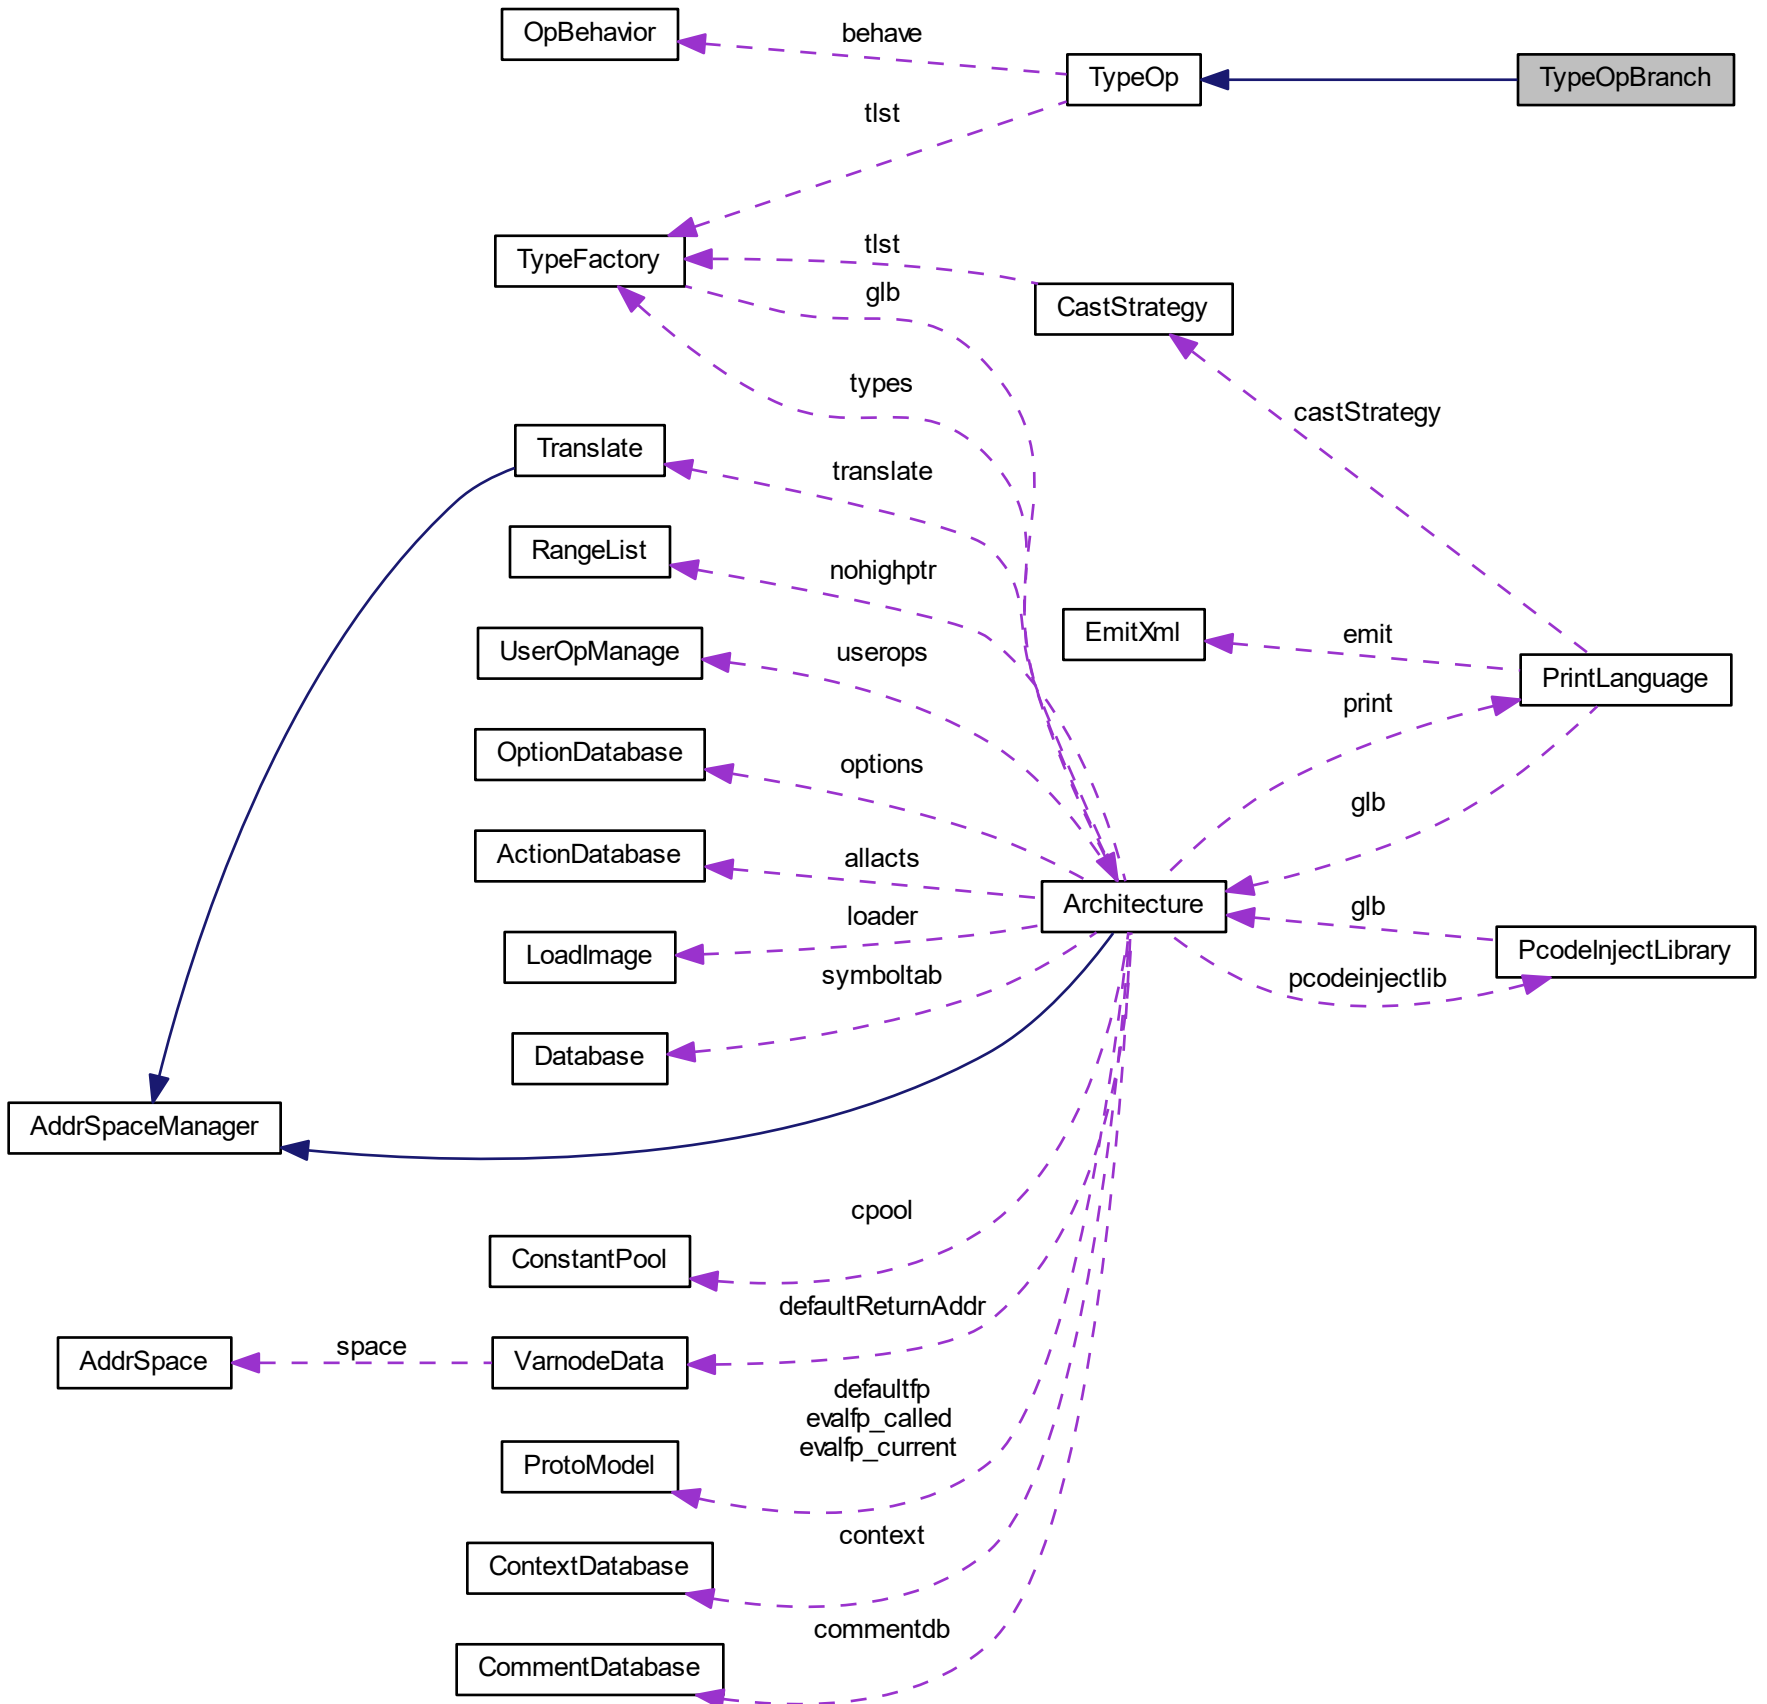 OpBehavior
behave
TypeOp
TypeOpBranch
tlst
TypeFactory
tlst
glb
CastStrategy
types
castStrategy
Translate
translate
RangeList
nohighptr
UserOpManage
userops
EmitXml
emit
PrintLanguage
print
OptionDatabase
options
glb
ActionDatabase
allacts
Architecture
glb
LoadImage
loader
PcodeInjectLibrary
symboltab
pcodeinjectlib
Database
AddrSpaceManager
cpool
ConstantPool
defaultReturnAddr
AddrSpace
space
VarnodeData
defaultfp
evalfp_called
evalfp_current
ProtoModel
context
ContextDatabase
commentdb
CommentDatabase